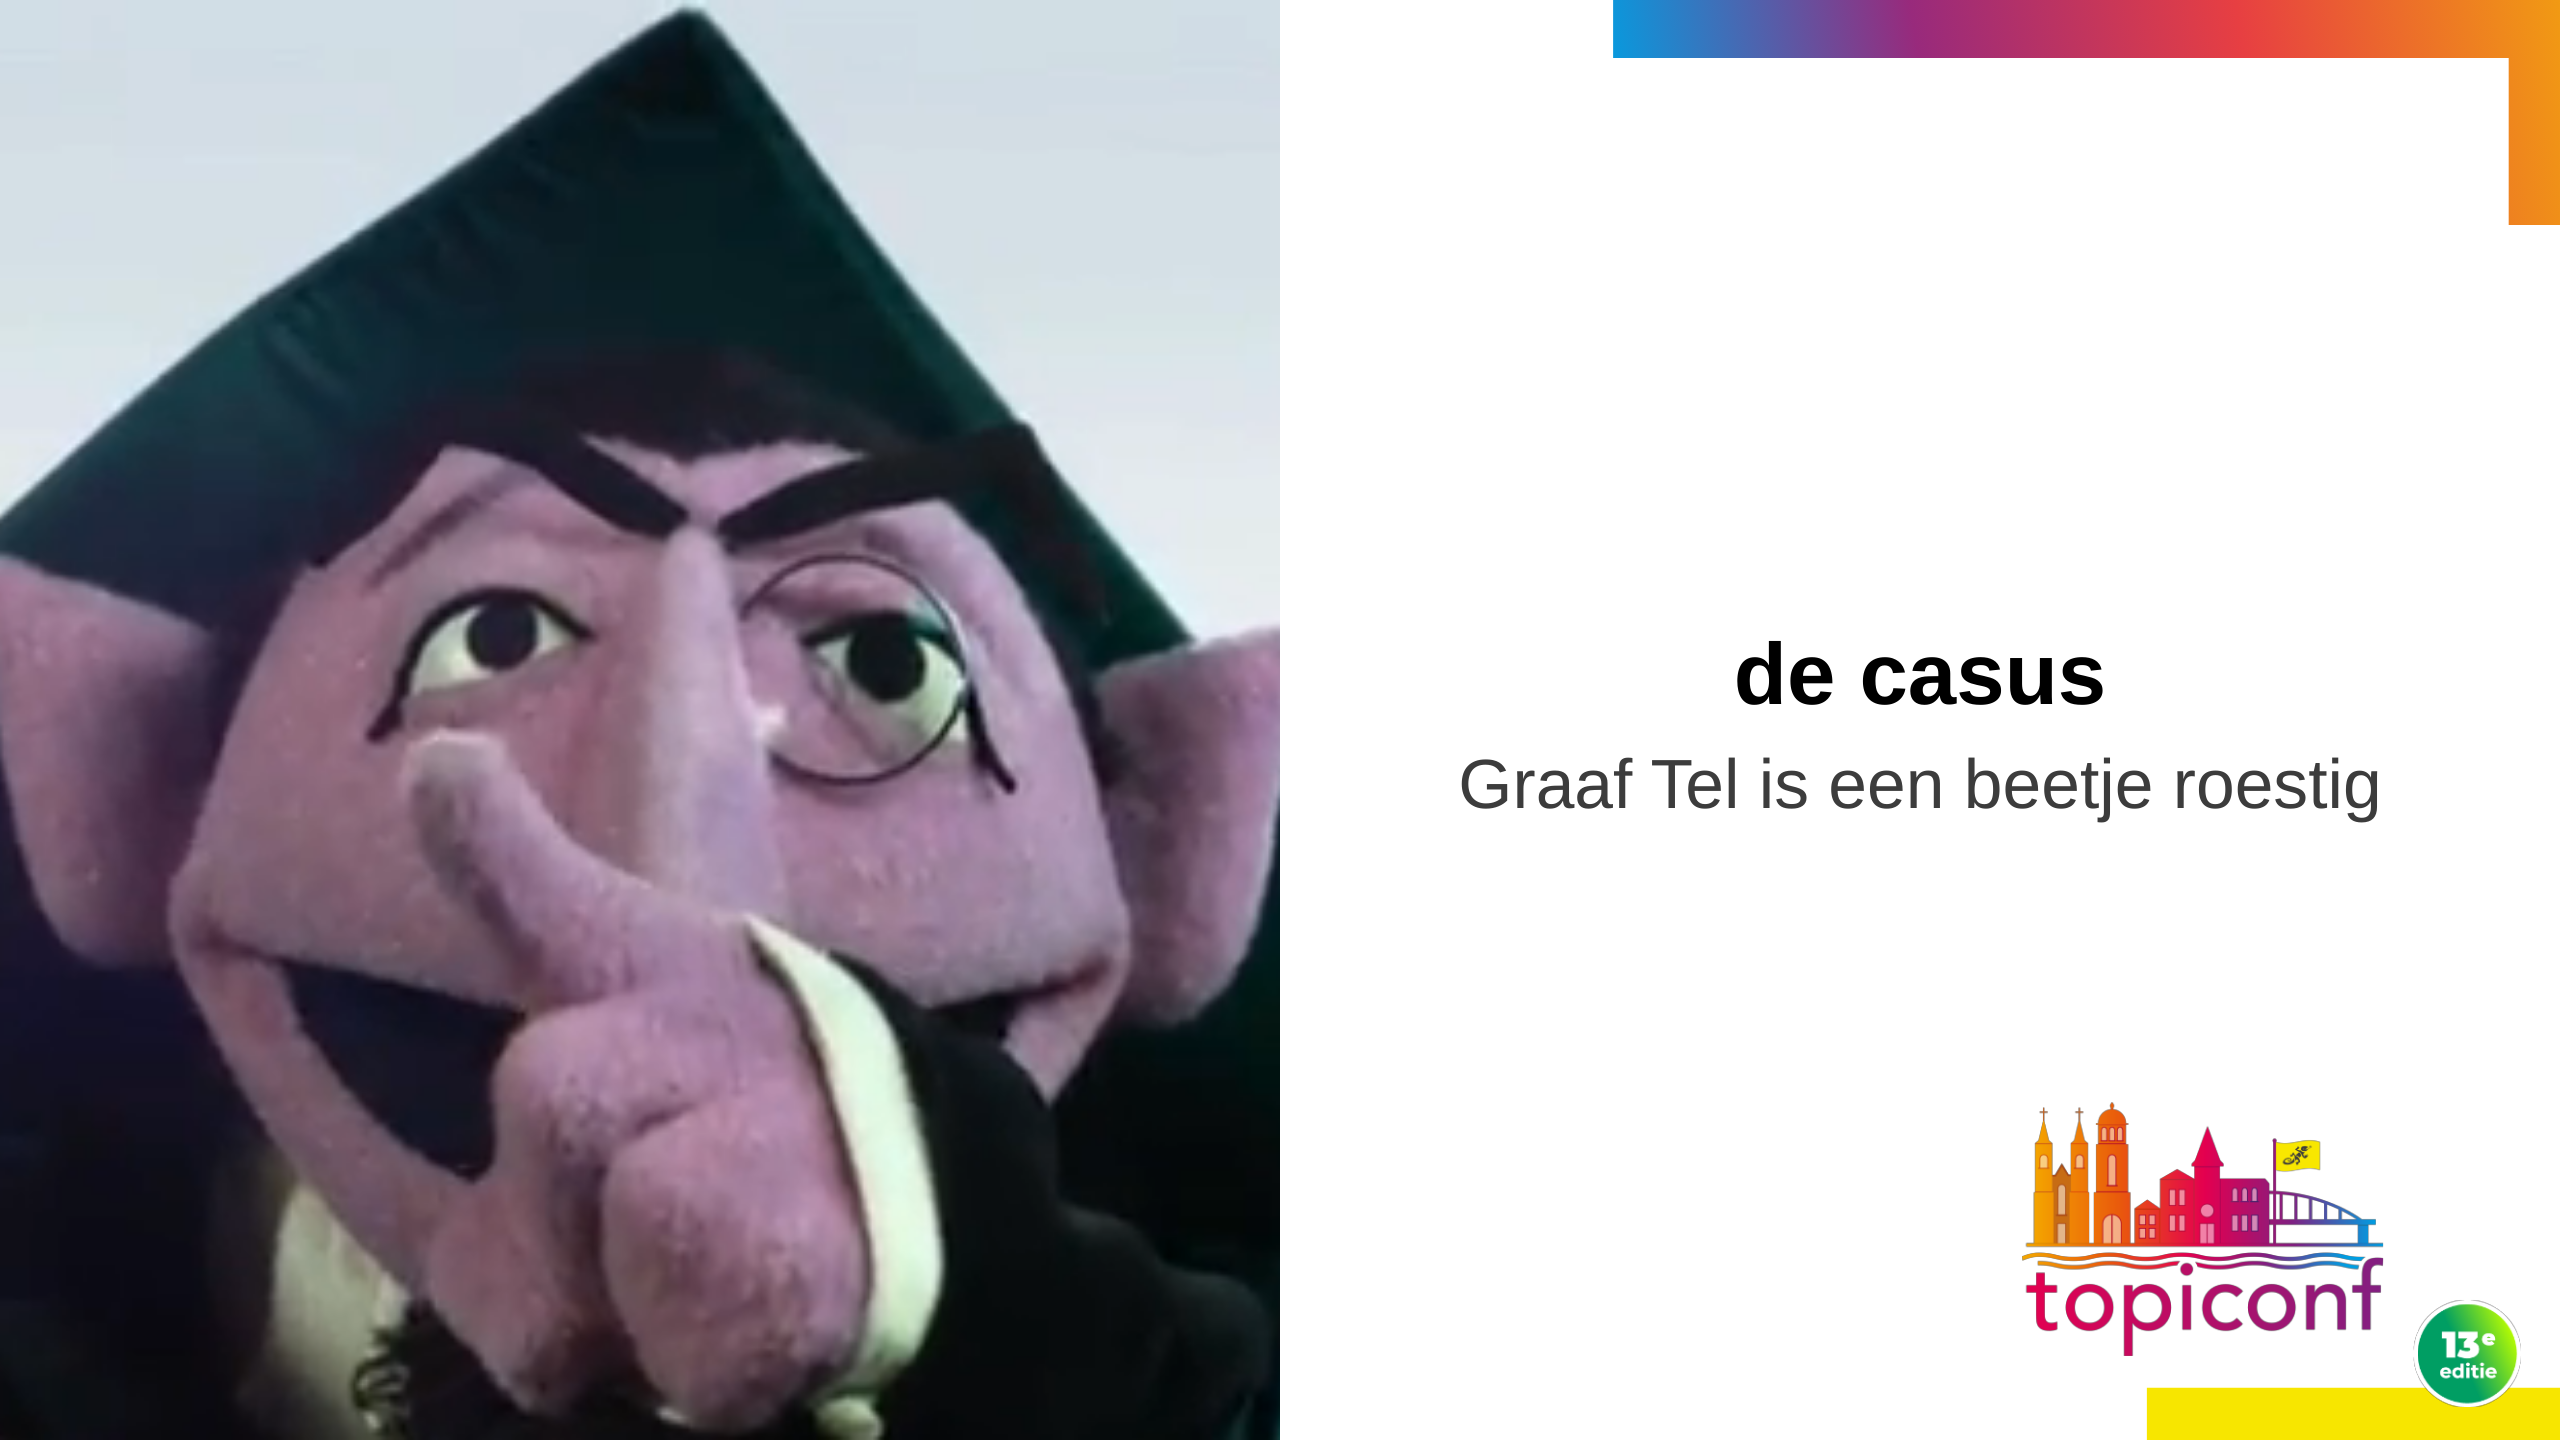 de casus
Graaf Tel is een beetje roestig
topiconf
13e
editie